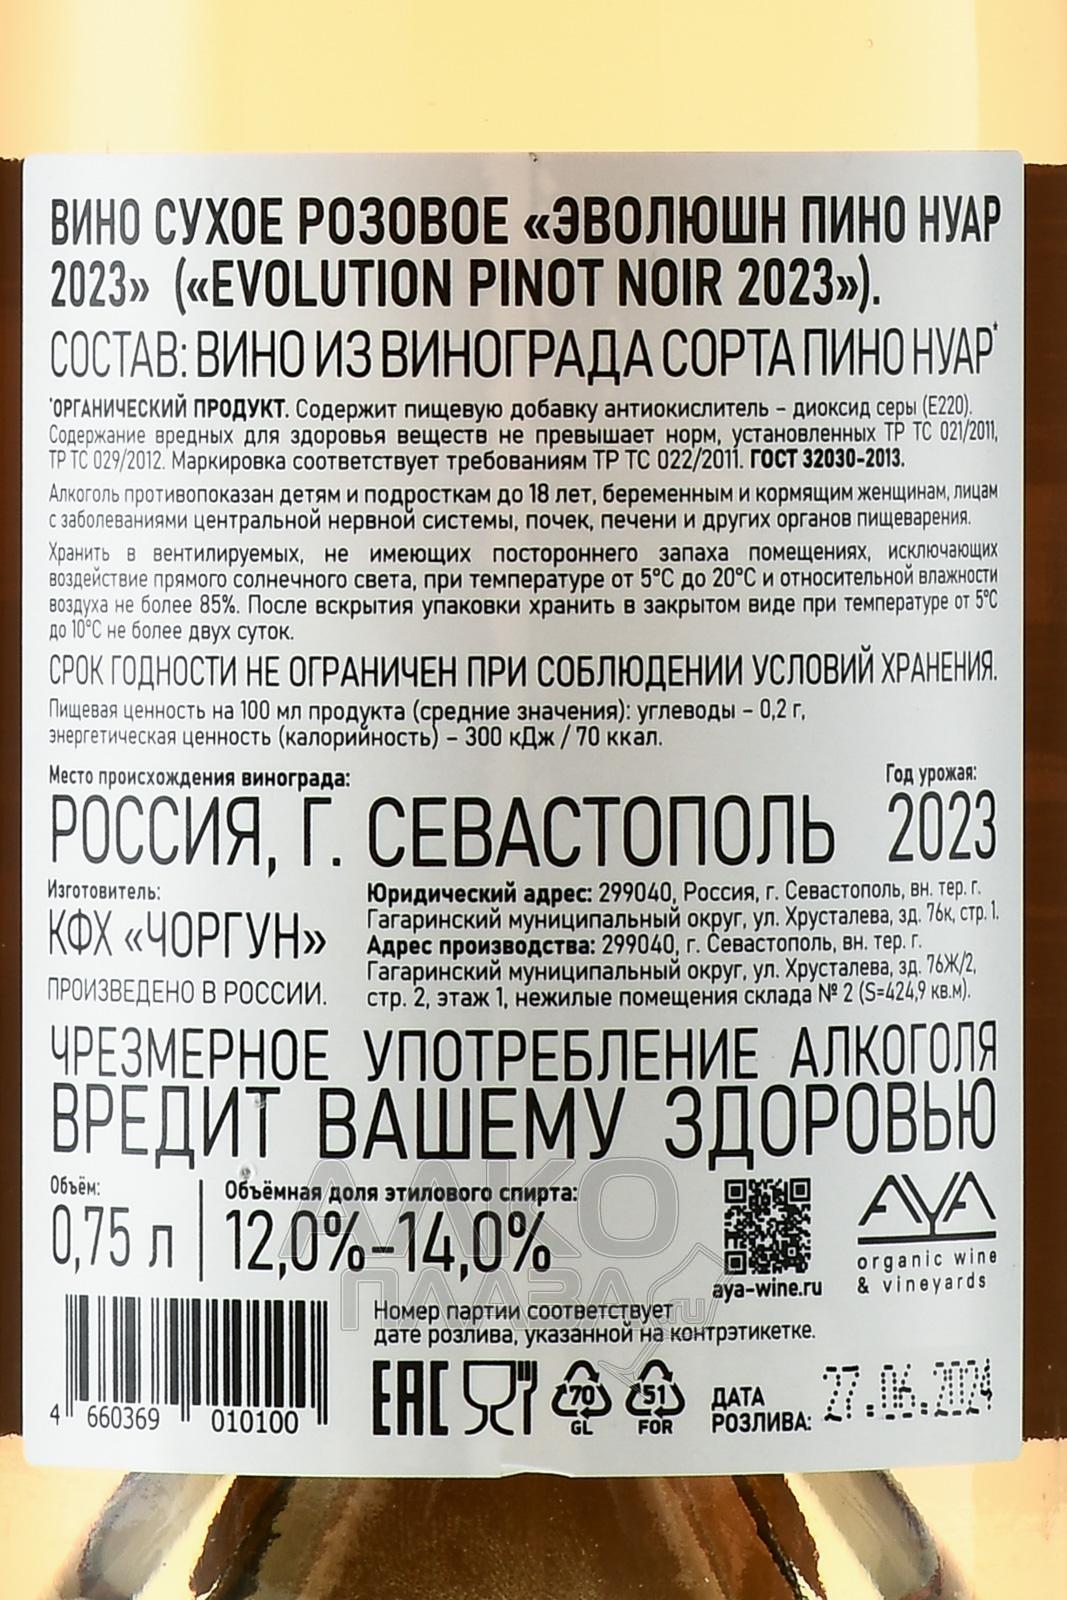 ВИНО СУХОЕ РОЗОВОЕ «ЭВОЛЮШН ПИНО НУАР
2023» («EVOLUTION PINOT NOIR 2023»).
СОСТАВ: ВИНО ИЗ ВИНОГРАДА СОРТА ПИНО НУАР*
*ОРГАНИЧЕСКИЙ ПРОДУКТ. Содержит пищевую добавку антиокислитель – диоксид серы (Е220).
Содержание вредных для здоровья веществ не превышает норм, установленных ТР ТС 021/2011,
ТР ТС 029/2012. Маркировка соответствует требованиям ТР ТС 022/2011. ГОСТ 32030-2013.
Алкоголь противопоказан детям и подросткам до 18 лет, беременным и кормящим женщинам, лицам
с заболеваниями центральной нервной системы, почек, печени и других органов пищеварения.
Хранить в вентилируемых, не имеющих постороннего запаха помещениях, исключающих
воздействие прямого солнечного света, при температуре от 5°С до 20°С и относительной влажности
воздуха не более 85%. После вскрытия упаковки хранить в закрытом виде при температуре от 5°С
до 10°С не более двух суток.
СРОК ГОДНОСТИ НЕ ОГРАНИЧЕН ПРИ СОБЛЮДЕНИИ УСЛОВИЙ ХРАНЕНИЯ.
Пищевая ценность на 100 мл продукта (средние значения): углеводы – 0,2 г,
энергетическая ценность (калорийность) – 300 кДж / 70 ккал.
Место происхождения винограда:
РОССИЯ, Г. СЕВАСТОПОЛЬ
Год урожая:
2023
Изготовитель:
КФХ «ЧОРГУН»
ПРОИЗВЕДЕНО В РОССИИ.
Юридический адрес: 299040, Россия, г. Севастополь, вн. тер. г.
Гагаринский муниципальный округ, ул. Хрусталева, зд. 76к, стр. 1.
Адрес производства: 299040, г. Севастополь, вн. тер. г.
Гагаринский муниципальный округ, ул. Хрусталева, зд. 76Ж/2,
стр. 2, этаж 1, нежилые помещения склада № 2 (S=424,9 кв.м).
ЧРЕЗМЕРНОЕ УПОТРЕБЛЕНИЕ АЛКОГОЛЯ
ВРЕДИТ ВАШЕМУ ЗДОРОВЬЮ
Объём:
0,75 л
Объёмная доля этилового спирта:
12,0%-14,0%
aya-wine.ru
AYA
organic wine
& vineyards
АЛКО
ПЛАЗА.ru
Номер партии соответствует
дате розлива, указанной на контрэтикетке.
4 660369 010100
EAC
70
GL
51
FOR
ДАТА
РОЗЛИВА:
27.06.2024